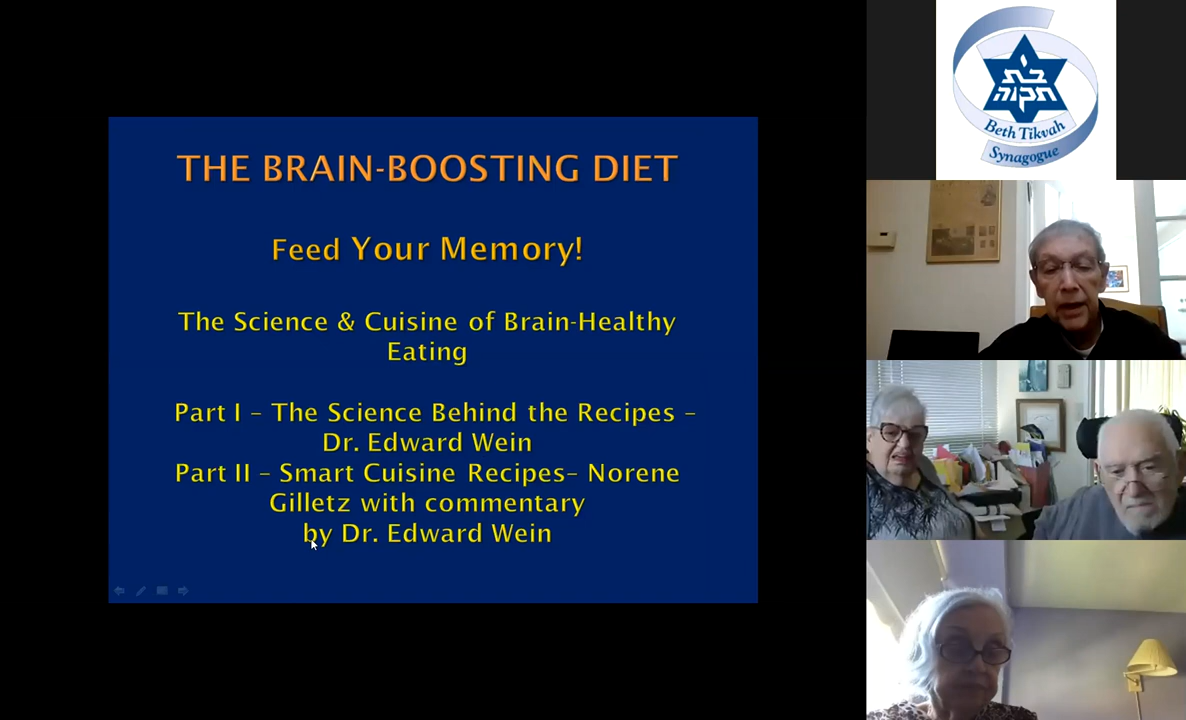 THE BRAIN-BOOSTING DIET
Feed Your Memory!
The Science & Cuisine of Brain-Healthy
Eating
Part I – The Science Behind the Recipes –
Dr. Edward Wein
Part II – Smart Cuisine Recipes– Norene
Gilletz with commentary
by Dr. Edward Wein
בת
תקוה
Beth Tikvah
Synagogue